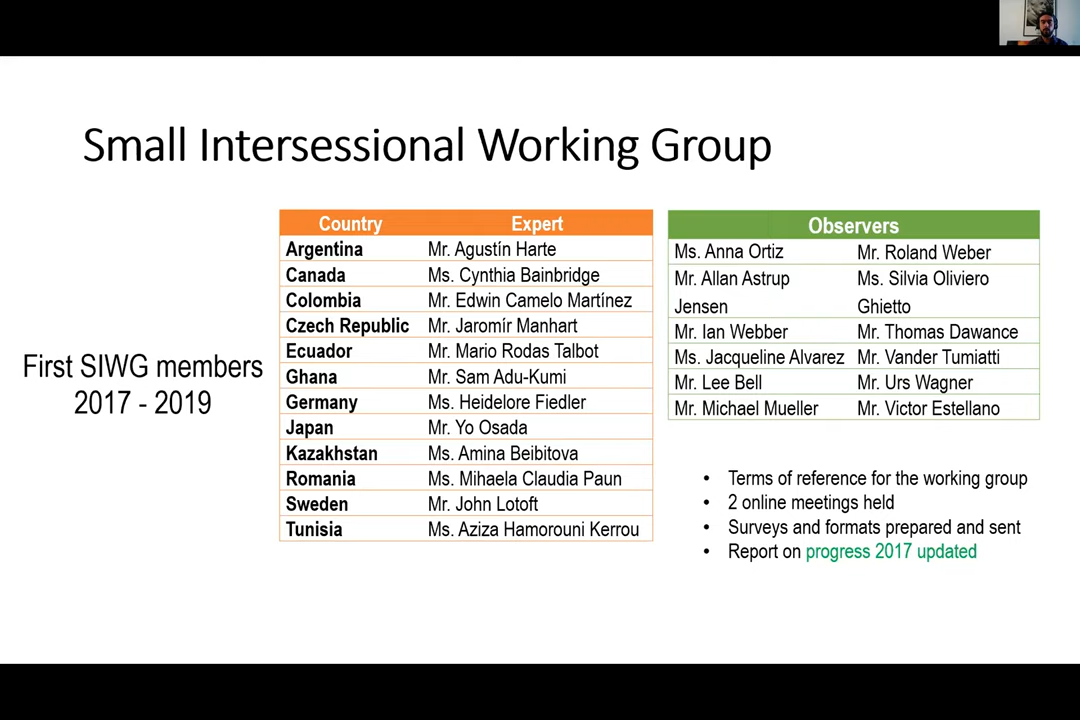 Small Intersessional Working Group
First SIWG members
2017 - 2019
Country Expert
Argentina Mr. Agustín Harte
Canada Ms. Cynthia Bainbridge
Colombia Mr. Edwin Camelo Martínez
Czech Republic Mr. Jaromír Manhart
Ecuador Mr. Mario Rodas Talbot
Ghana Mr. Sam Adu-Kumi
Germany Ms. Heidelore Fiedler
Japan Mr. Yo Osada
Kazakhstan Ms. Amina Beibitova
Romania Ms. Mihaela Claudia Paun
Sweden Mr. John Lotoft
Tunisia Ms. Aziza Hamorouni Kerrou
Observers
Ms. Anna Ortiz Mr. Roland Weber
Mr. Allan Astrup Ms. Silvia Oliviero
Jensen Ghietto
Mr. Ian Webber Mr. Thomas Dawance
Ms. Jacqueline Alvarez Mr. Vander Tumiatti
Mr. Lee Bell Mr. Urs Wagner
Mr. Michael Mueller Mr. Victor Estellano
• Terms of reference for the working group
• 2 online meetings held
• Surveys and formats prepared and sent
• Report on progress 2017 updated